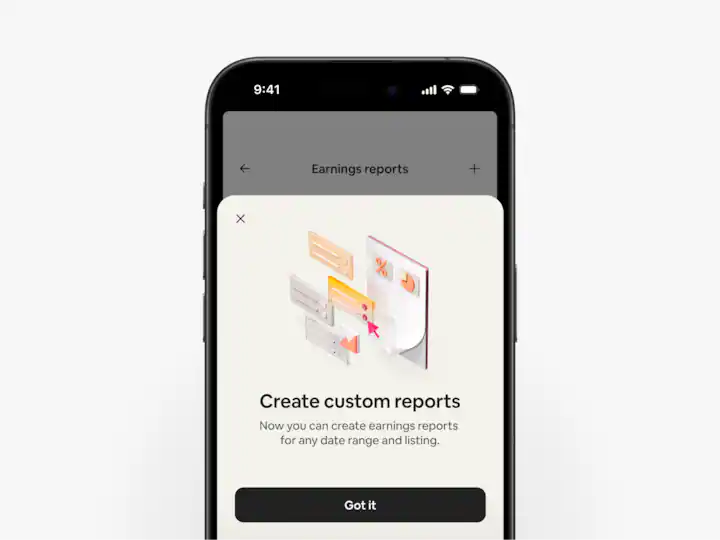 9:41
Earnings reports
Create custom reports
Now you can create earnings reports
for any date range and listing.
Got it